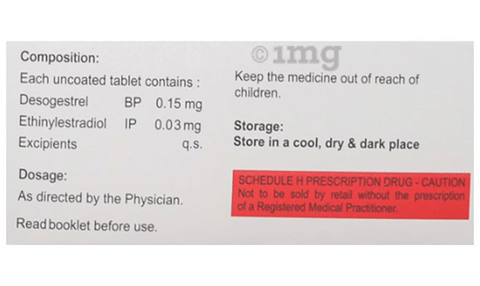 ©1mg
Composition:
Each uncoated tablet contains :
Desogestrel BP 0.15 mg
Ethinylestradiol IP 0.03 mg
Excipients q.s.
Dosage:
As directed by the Physician.
Read booklet before use.
Keep the medicine out of reach of
children.
Storage:
Store in a cool, dry & dark place
SCHEDULE H PRESCRIPTION DRUG - CAUTION
Not to be sold by retail without the prescription
of a Registered Medical Practitioner.